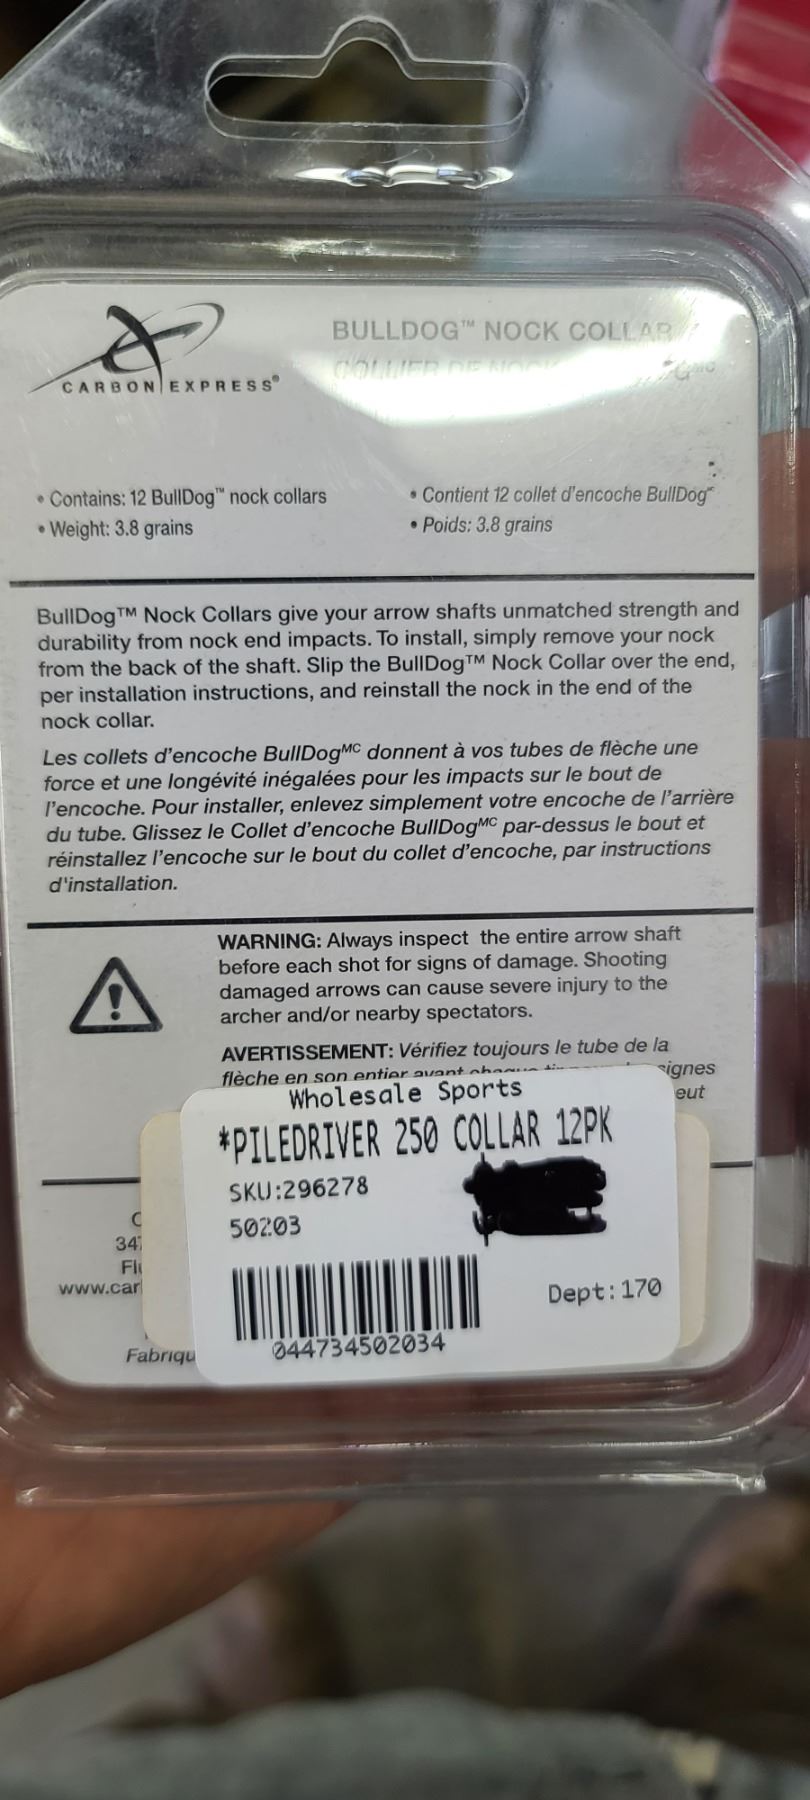 CARBON EXPRESS®
BULLDOG™ NOCK COLLAR
COLLIER DE NOCK
• Contains: 12 BullDog™ nock collars
• Weight: 3.8 grains
• Contient 12 collet d'encoche BullDog
• Poids: 3.8 grains
BullDog™ Nock Collars give your arrow shafts unmatched strength and
durability from nock end impacts. To install, simply remove your nock
from the back of the shaft. Slip the BullDog™ Nock Collar over the end,
per installation instructions, and reinstall the nock in the end of the
nock collar.
Les collets d'encoche BullDogMC donnent à vos tubes de flèche une
force et une longévité inégalées pour les impacts sur le bout de
l'encoche. Pour installer, enlevez simplement votre encoche de l'arrière
du tube. Glissez le Collet d'encoche BullDogMC par-dessus le bout et
réinstallez l'encoche sur le bout du collet d'encoche, par instructions
d'installation.
WARNING: Always inspect the entire arrow shaft
before each shot for signs of damage. Shooting
damaged arrows can cause severe injury to the
archer and/or nearby spectators.
AVERTISSEMENT: Vérifiez toujours le tube de la
flèche en son entier avant chaque signes
eut
Wholesale Sports
*PILEDRIVER 250 COLLAR 12PK
SKU:296278
50203
Dept:170
044734502034
34
www.car
Fabriqu